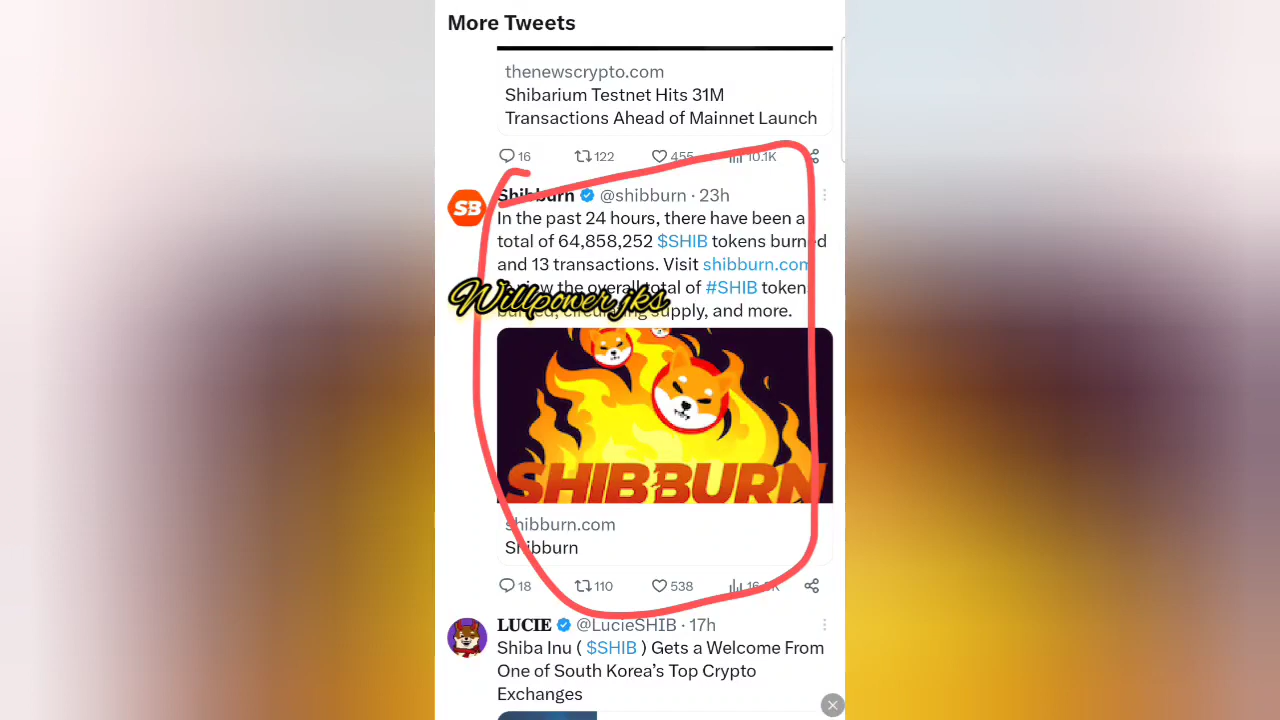 More Tweets
thenewscrypto.com
Shibarium Testnet Hits 31M
Transactions Ahead of Mainnet Launch
16 122 455 10.1K
SB
Shibburn @shibburn · 23h
In the past 24 hours, there have been a
total of 64,858,252 $SHIB tokens burned
and 13 transactions. Visit shibburn.com
view the overall total of #SHIB token
Willpower.jks
burned, circulating supply, and more.
SHIBBURN
shibburn.com
Shibburn
18 110 538
LUCIE @LucieSHIB · 17h
Shiba Inu ( $SHIB ) Gets a Welcome From
One of South Korea’s Top Crypto
Exchanges